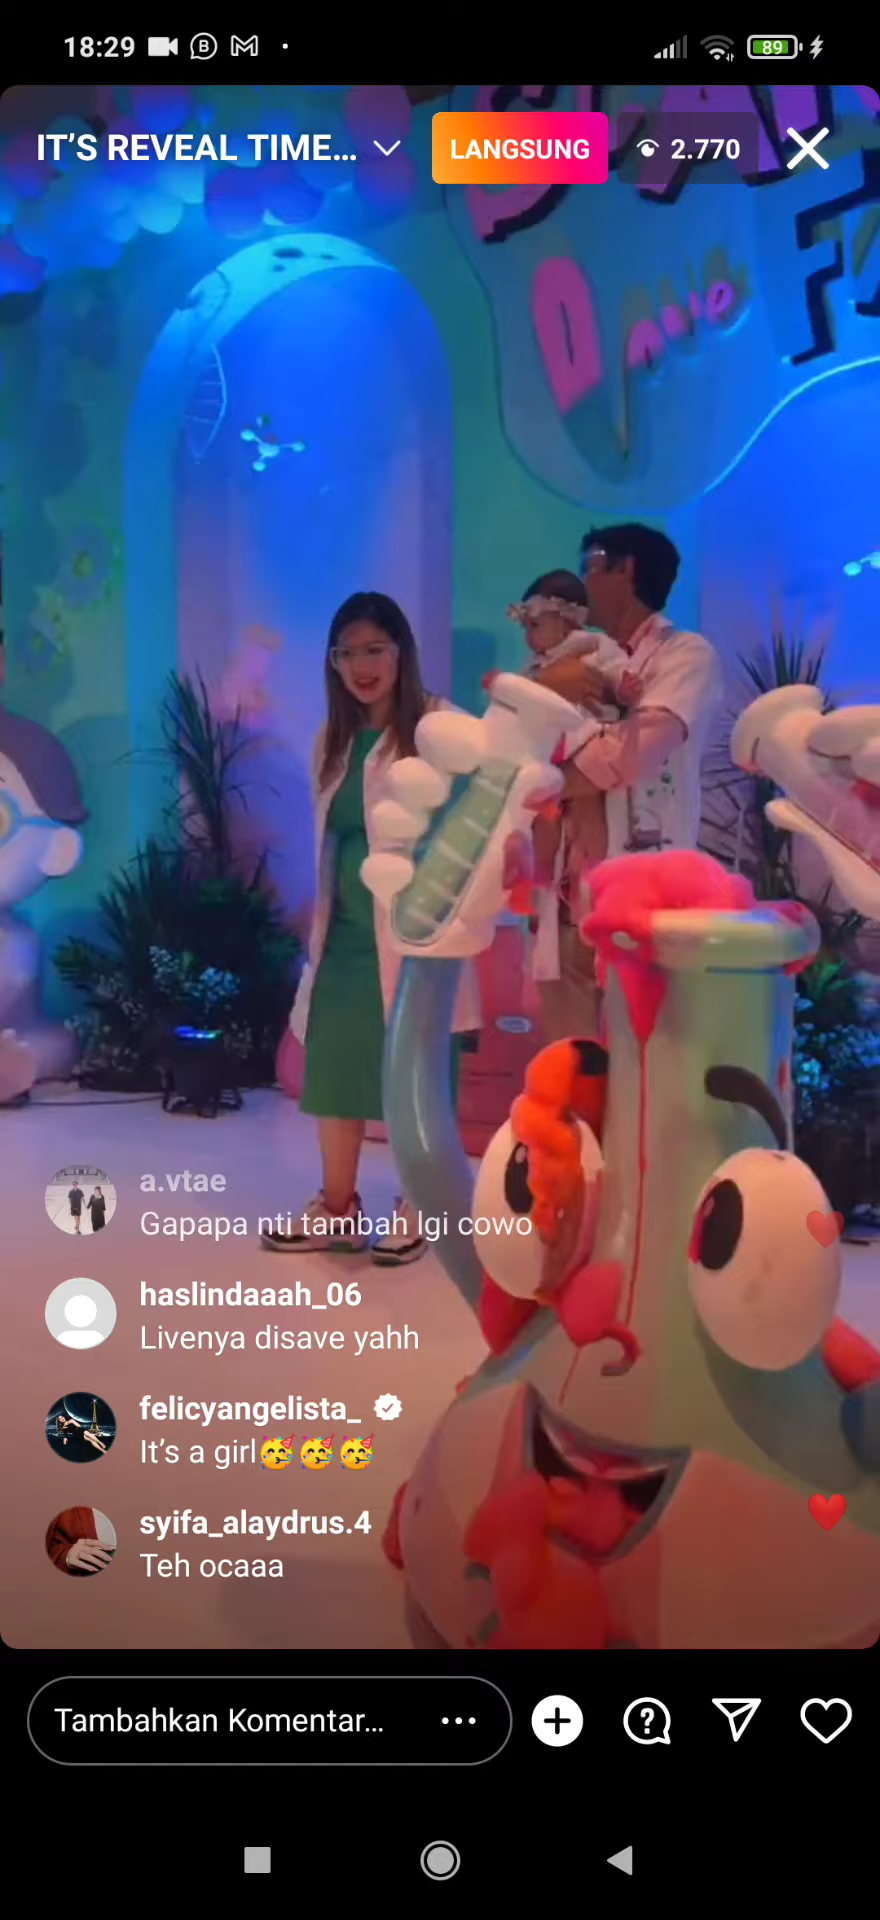 18:29
89
IT'S REVEAL TIME...
LANGSUNG
2.770
a.vtae
Gapapa nti tambah lgi cowo
haslindaaah_06
Livenya disave yahh
felicyangelista_
It's a girl🥳🥳🥳
syifa_alaydrus.4
Teh ocaaa
Tambahkan Komentar...